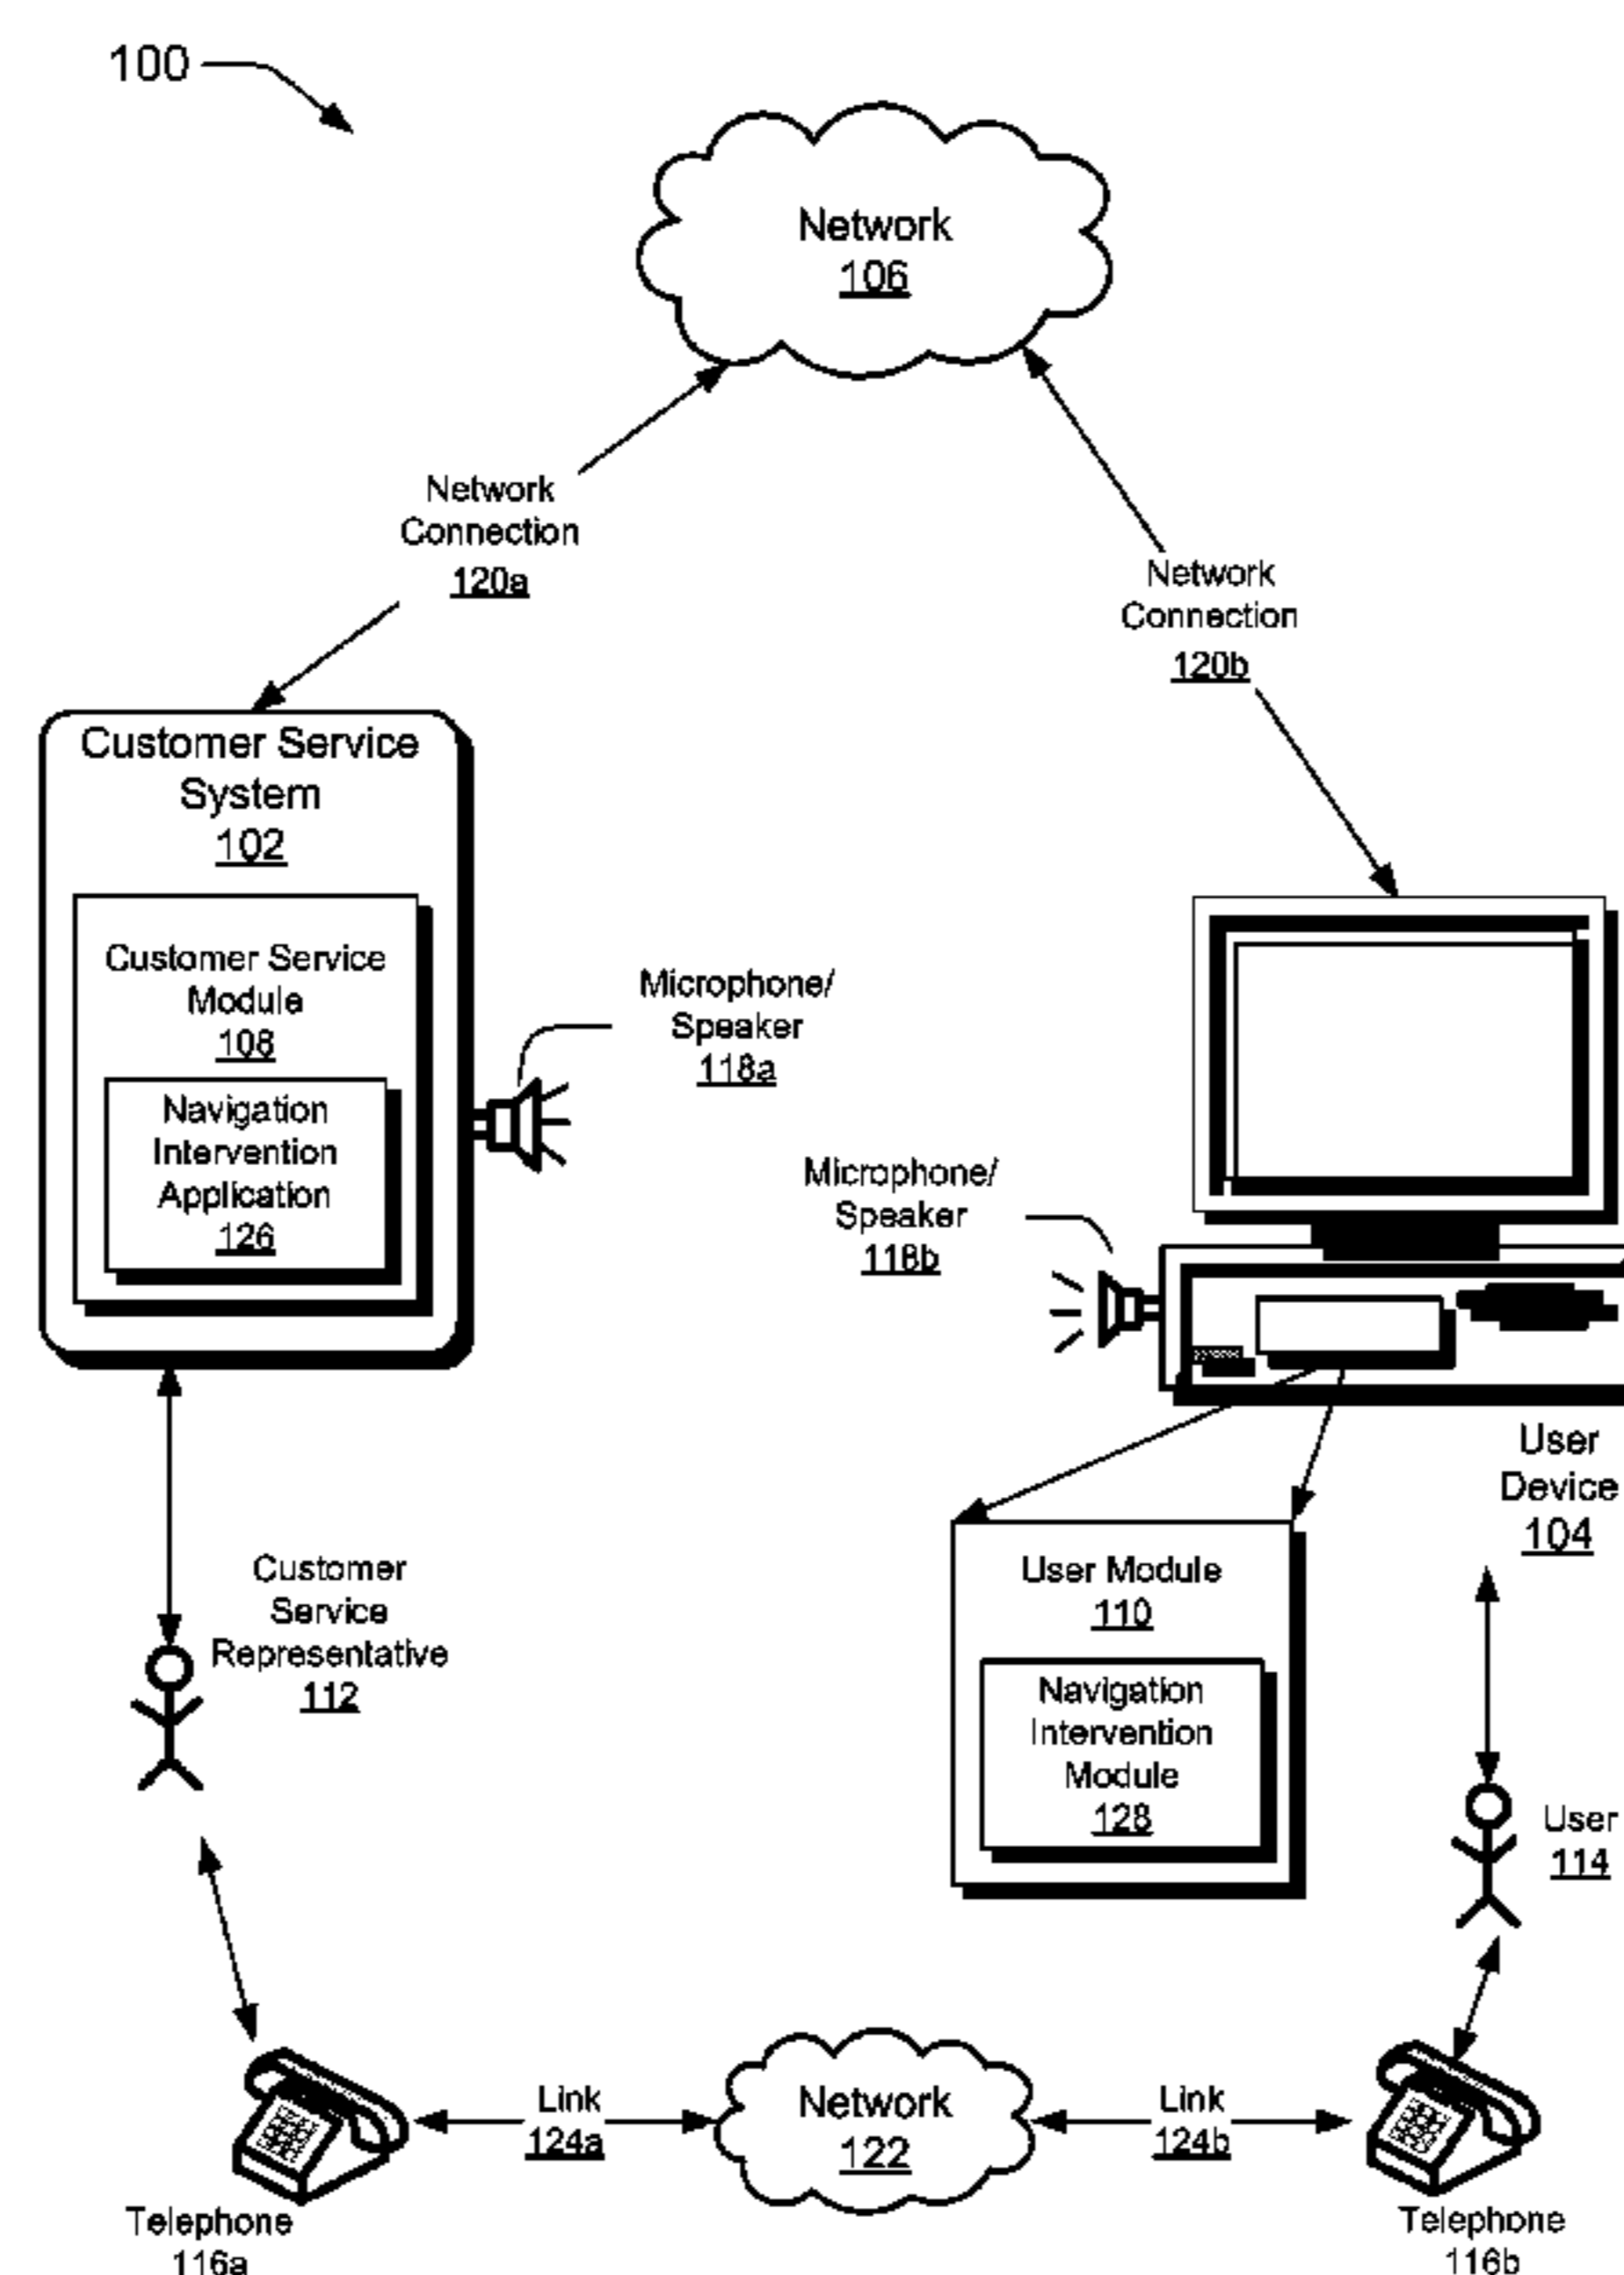 100
Network
106
Network
Connection
120a
Network
Connection
120b
Customer Service
System
102
Customer Service
Module
108
Navigation
Intervention
Application
126
Microphone/
Speaker
118a
Microphone/
Speaker
118b
User
Device
104
User Module
110
Navigation
Intervention
Module
128
Customer
Service
Representative
112
User
114
Link
124a
Network
122
Link
124b
Telephone
116a
Telephone
116b